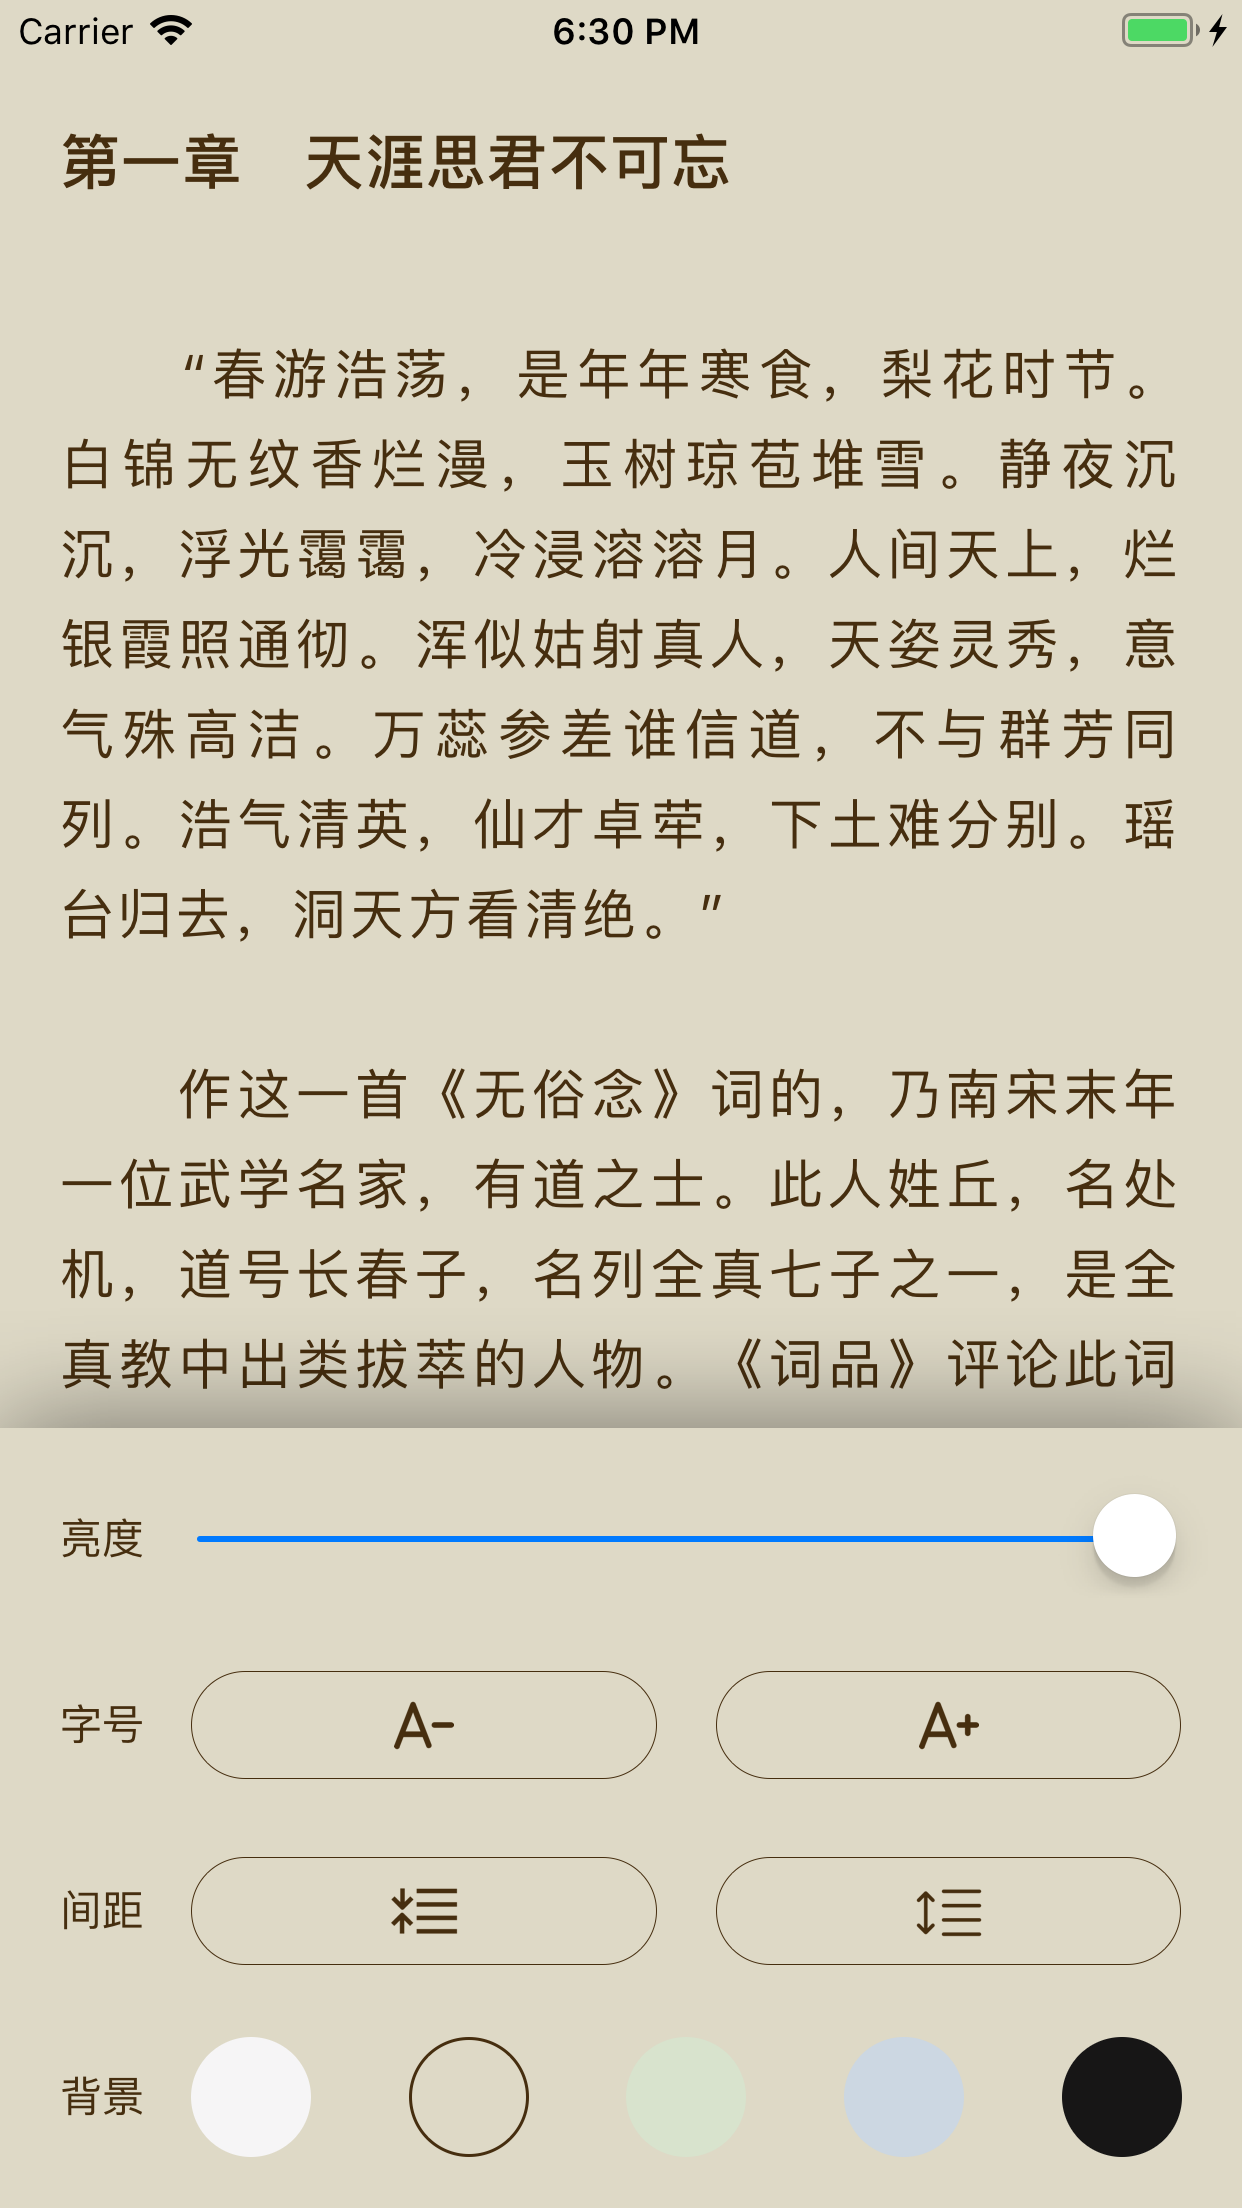 Carrier 6:30 PM
第一章　天涯思君不可忘
“春游浩荡，是年年寒食，梨花时节。
白锦无纹香烂漫，玉树琼苞堆雪。静夜沉
沉，浮光霭霭，冷浸溶溶月。人间天上，烂
银霞照通彻。浑似姑射真人，天姿灵秀，意
气殊高洁。万蕊参差谁信道，不与群芳同
列。浩气清英，仙才卓荦，下土难分别。瑶
台归去，洞天方看清绝。”
作这一首《无俗念》词的，乃南宋末年
一位武学名家，有道之士。此人姓丘，名处
机，道号长春子，名列全真七子之一，是全
真教中出类拔萃的人物。《词品》评论此词
亮度
字号 A- A+
间距
背景